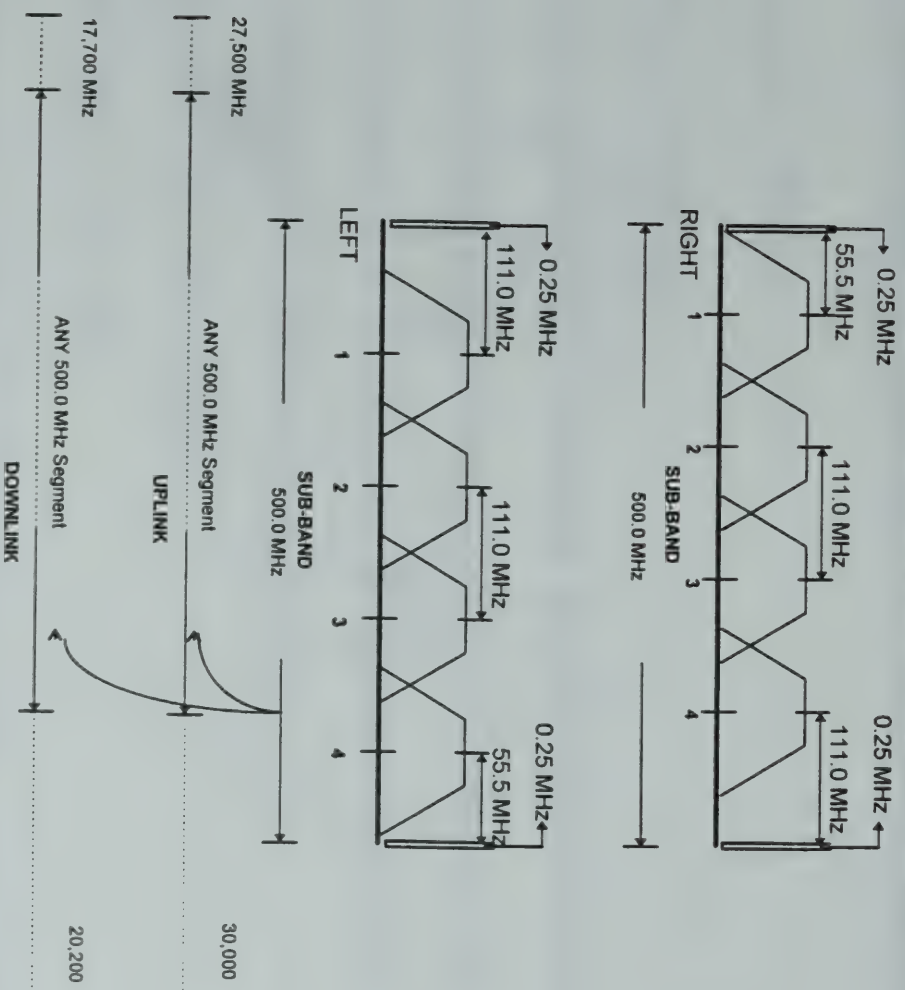 0.25 MHz 0.25 MHz
55.5 MHz 111.0 MHz 111.0 MHz
RIGHT 1 2 3 4
SUB-BAND
500.0 MHz
0.25 MHz 0.25 MHz
111.0 MHz 111.0 MHz 55.5 MHz
LEFT 1 2 3 4
SUB-BAND
500.0 MHz
27,500 MHz ANY 500.0 MHz Segment 30,000
UPLINK
17,700 MHz ANY 500.0 MHz Segment 20,200
DOWNLINK